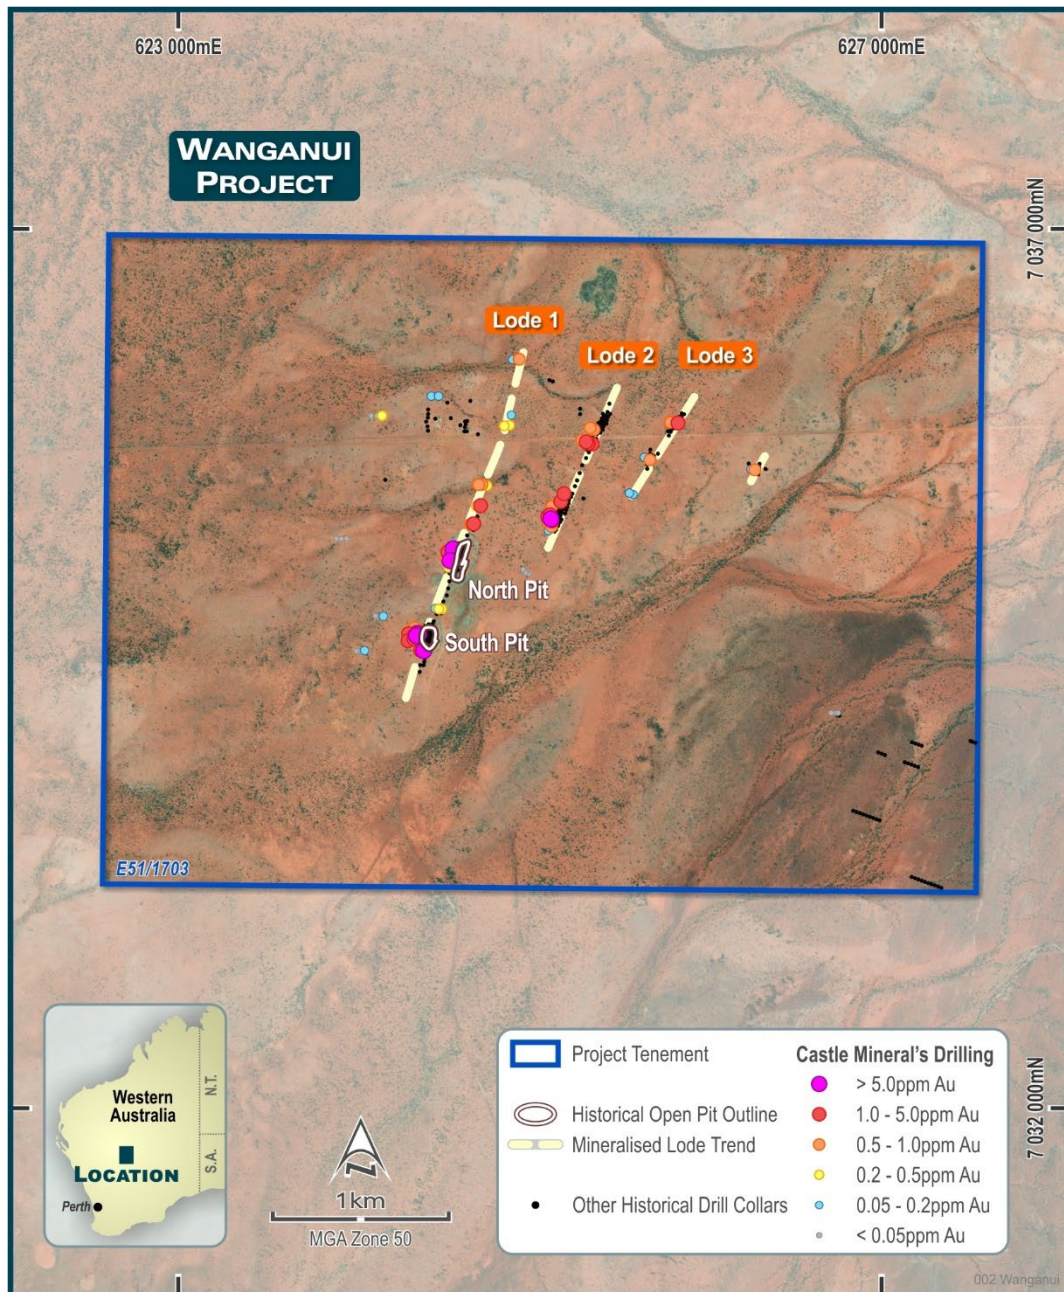 623 000mE
627 000mE
WANGANUI
PROJECT
7 037 000mN
Lode 1
Lode 2
Lode 3
North Pit
South Pit
E51/1703
Western
Australia
N.T.
S.A.
LOCATION
Perth
N
1km
MGA Zone 50
Project Tenement
Historical Open Pit Outline
Mineralised Lode Trend
Other Historical Drill Collars
Castle Mineral's Drilling
> 5.0ppm Au
1.0 - 5.0ppm Au
0.5 - 1.0ppm Au
0.2 - 0.5ppm Au
0.05 - 0.2ppm Au
< 0.05ppm Au
7 032 000mN
002 Wanganui